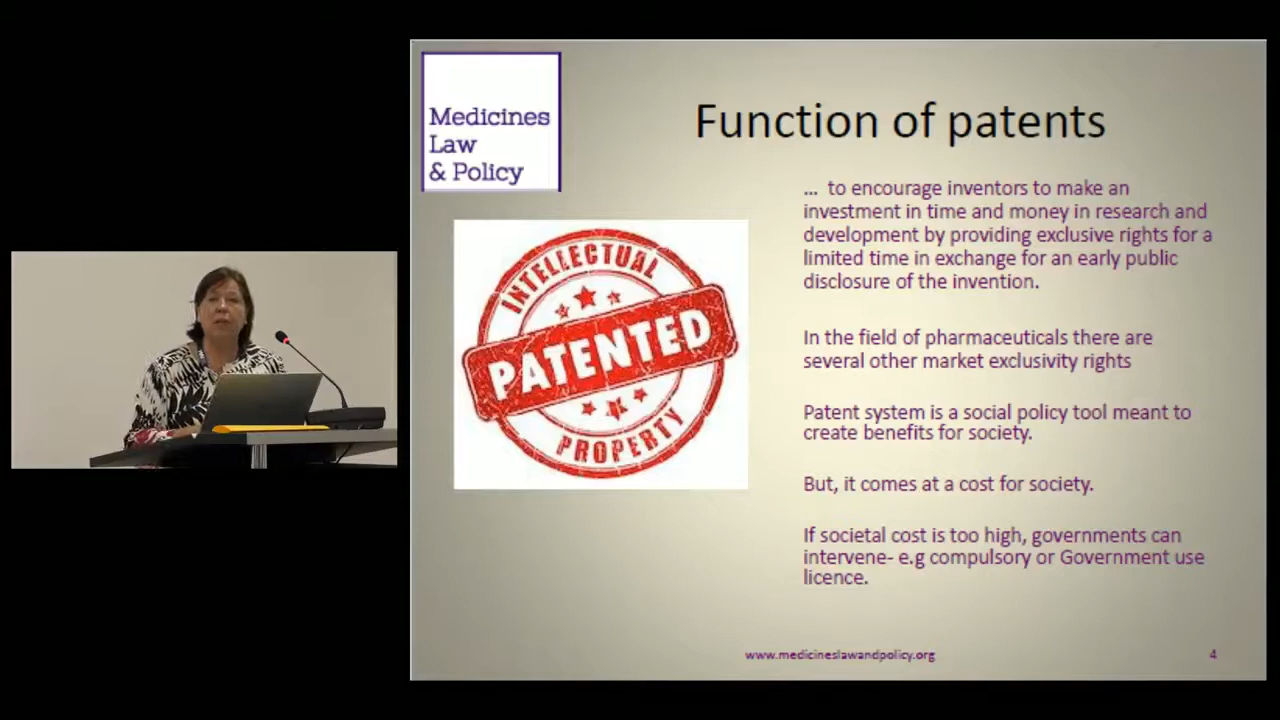 Medicines
Law
& Policy
Function of patents
INTELLECTUAL
PATENTED
PROPERTY
... to encourage inventors to make an
investment in time and money in research and
development by providing exclusive rights for a
limited time in exchange for an early public
disclosure of the invention.
In the field of pharmaceuticals there are
several other market exclusivity rights
Patent system is a social policy tool meant to
create benefits for society.
But, it comes at a cost for society.
If societal cost is too high, governments can
intervene- e.g compulsory or Government use
licence.
www.medicineslawandpolicy.org
4